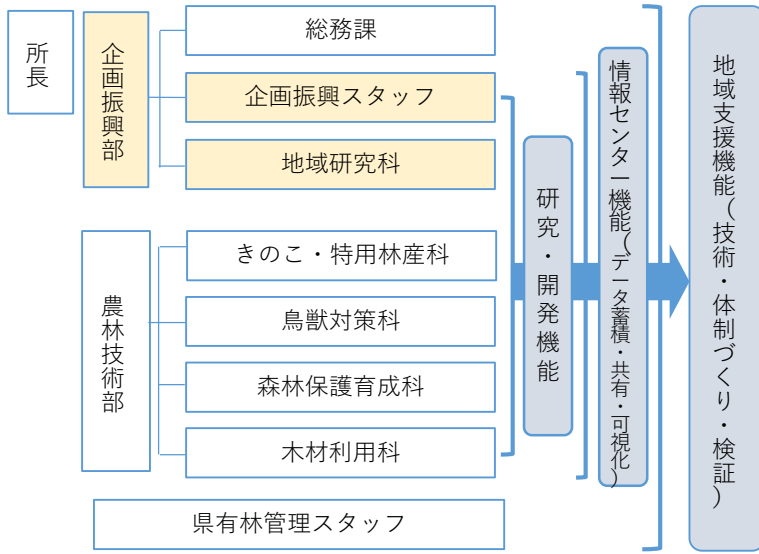 所長
企画振興部
総務課
企画振興スタッフ
地域研究科
農林技術部
きのこ・特用林産科
鳥獣対策科
森林保護育成科
木材利用科
県有林管理スタッフ
研究・開発機能
情報センター機能(データ蓄積・共有・可視化)
地域支援機能(技術・体制づくり・検証)